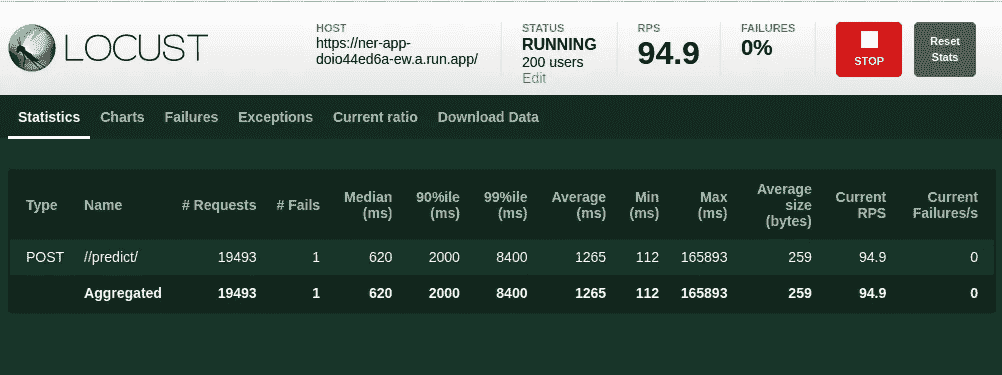 LOCUST
HOST
https://ner-app-
doio44ed6a-ew.a.run.app/
STATUS
RUNNING
200 users
Edit
RPS
94.9
FAILURES
0%
STOP
Reset
Stats
Statistics Charts Failures Exceptions Current ratio Download Data
Type Name # Requests # Fails Median (ms) 90%ile (ms) 99%ile (ms) Average (ms) Min (ms) Max (ms) Average size (bytes) Current RPS Current Failures/s
POST //predict/ 19493 1 620 2000 8400 1265 112 165893 259 94.9 0
Aggregated 19493 1 620 2000 8400 1265 112 165893 259 94.9 0